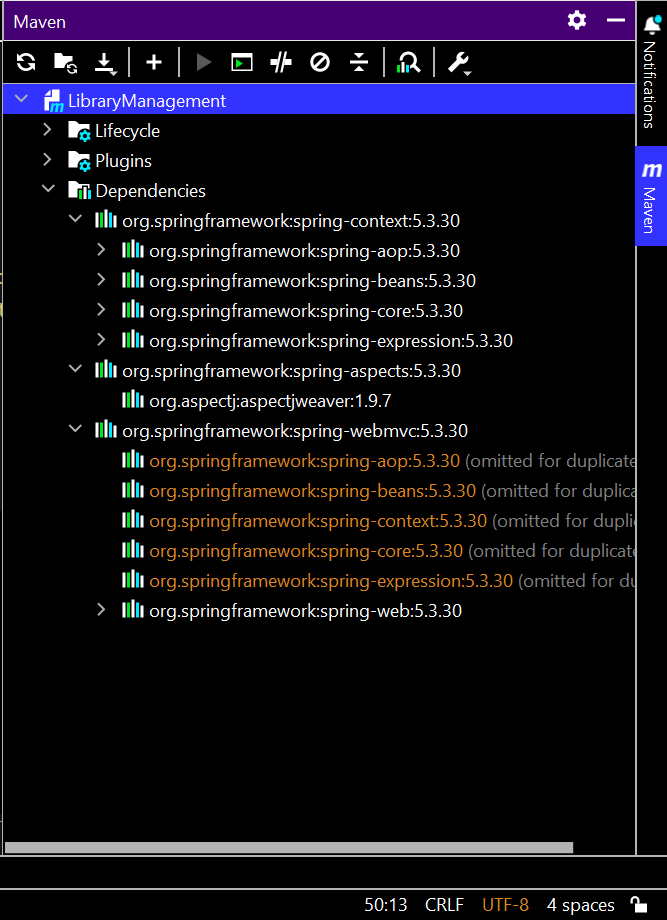 Maven
Notifications
LibraryManagement
Lifecycle
Plugins
m Maven
Dependencies
org.springframework:spring-context:5.3.30
org.springframework:spring-aop:5.3.30
org.springframework:spring-beans:5.3.30
org.springframework:spring-core:5.3.30
org.springframework:spring-expression:5.3.30
org.springframework:spring-aspects:5.3.30
org.aspectj:aspectjweaver:1.9.7
org.springframework:spring-webmvc:5.3.30
org.springframework:spring-aop:5.3.30 (omitted for duplicate
org.springframework:spring-beans:5.3.30 (omitted for duplica
org.springframework:spring-context:5.3.30 (omitted for dupli
org.springframework:spring-core:5.3.30 (omitted for duplicate
org.springframework:spring-expression:5.3.30 (omitted for du
org.springframework:spring-web:5.3.30
50:13 CRLF UTF-8 4 spaces